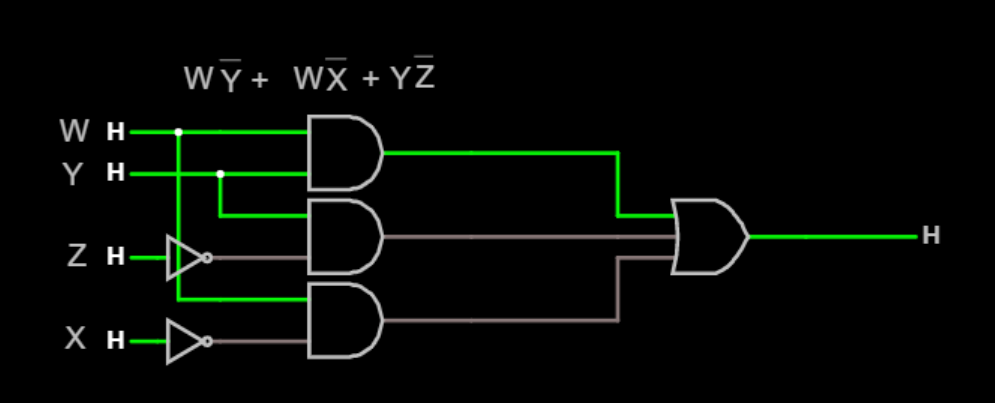 WY̅ + WX̅ + YZ̅
W H
Y H
H
Z H
X H